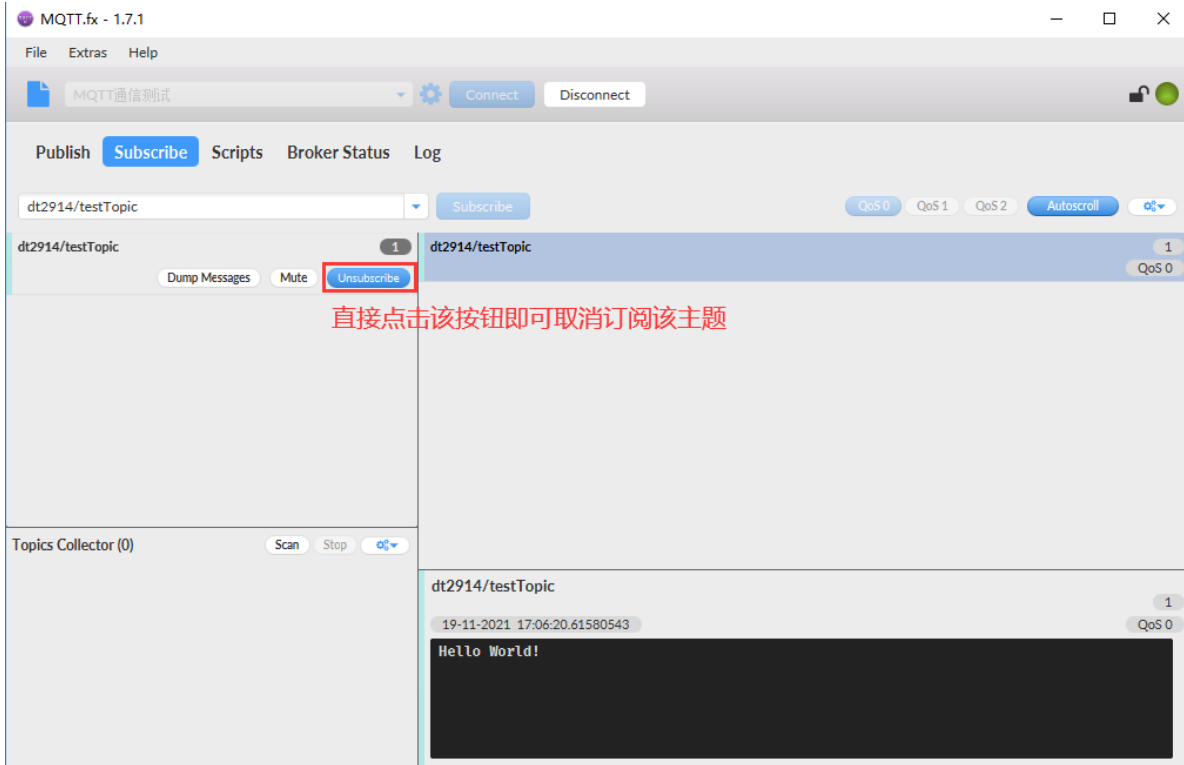 MQTT.fx - 1.7.1
File Extras Help
MQTT通信测试 Connect Disconnect
Publish Subscribe Scripts Broker Status Log
dt2914/testTopic Subscribe QoS 0 QoS 1 QoS 2 Autoscroll
dt2914/testTopic 1
Dump Messages Mute Unsubscribe
dt2914/testTopic 1
QoS 0
直接点击该按钮即可取消订阅该主题
Topics Collector (0) Scan Stop
dt2914/testTopic
1
19-11-2021 17:06:20.61580543 QoS 0
Hello World!